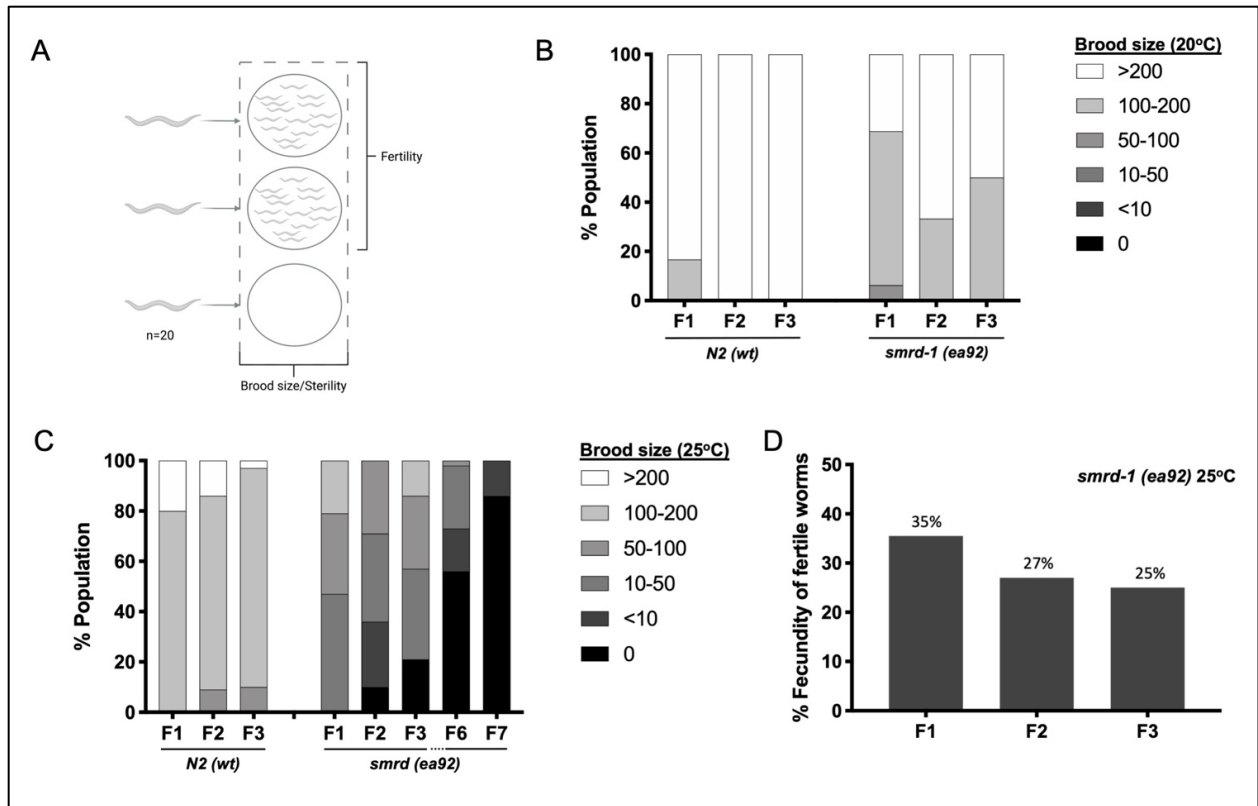 A
Fertility
n=20
Brood size/Sterility
B
% Population
100
80
60
40
20
0
F1 F2 F3 F1 F2 F3
N2 (wt) smrd-1 (ea92)
Brood size (20°C)
>200
100-200
50-100
10-50
<10
0
C
% Population
100
80
60
40
20
0
F1 F2 F3 F1 F2 F3 F6 F7
N2 (wt) smrd (ea92)
Brood size (25°C)
>200
100-200
50-100
10-50
<10
0
D
% Fecundity of fertile worms
50
40
30
20
10
0
smrd-1 (ea92) 25°C
35%
27%
25%
F1 F2 F3